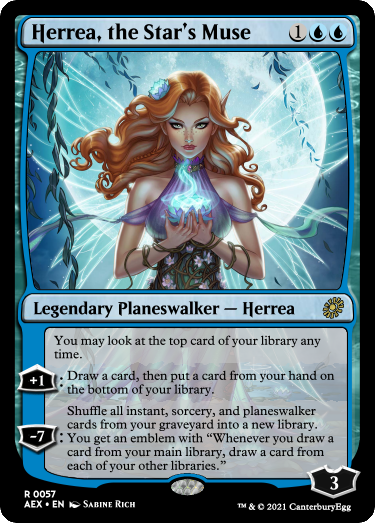 Herrea, the Star's Muse 1
Legendary Planeswalker — Herrea
You may look at the top card of your library any
time.
+1: Draw a card, then put a card from your hand on
the bottom of your library.
Shuffle all instant, sorcery, and planeswalker
cards from your graveyard into a new library.
-7: You get an emblem with “Whenever you draw a
card from your main library, draw a card from
each of your other libraries.”
3
R 0057
AEX • EN SABINE RICH
™ & © 2021 CanterburyEgg